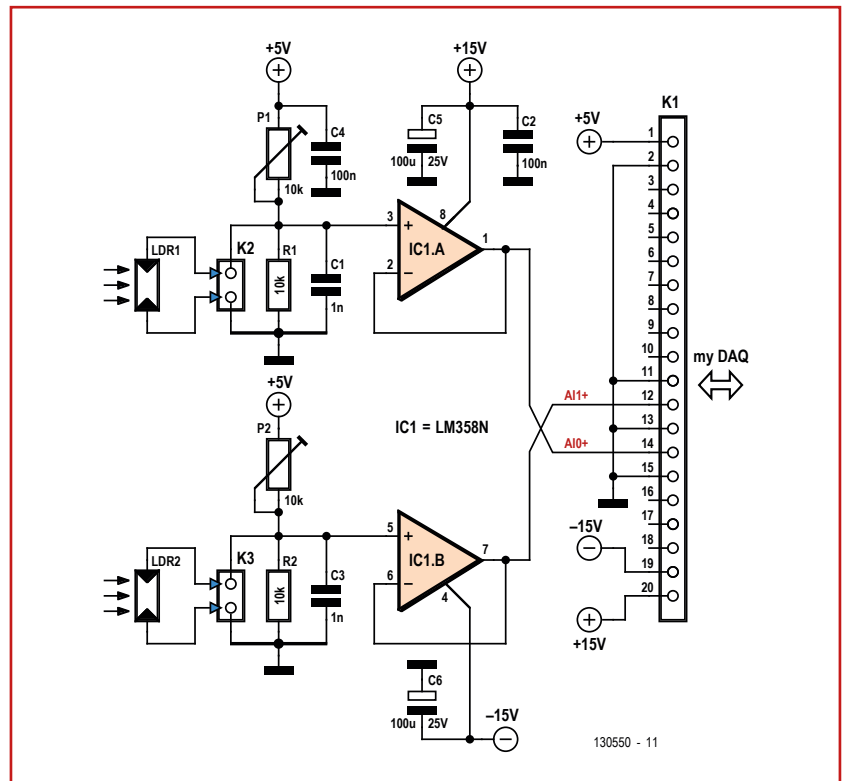 +5V
+15V
P1
C4
100n
10k
C5
100u 25V
C2
100n
K1
+5V
1
2
3
4
5
6
7
8
9
10
11
12
13
14
15
16
17
18
19
20
my DAQ
LDR1
K2
R1
10k
C1
1n
3
+
2
–
8
IC1.A
1
AI1+
AI0+
IC1 = LM358N
+5V
P2
10k
LDR2
K3
R2
10k
C3
1n
5
+
6
–
IC1.B
7
4
C6
100u 25V
–15V
–15V
+15V
130550 - 11